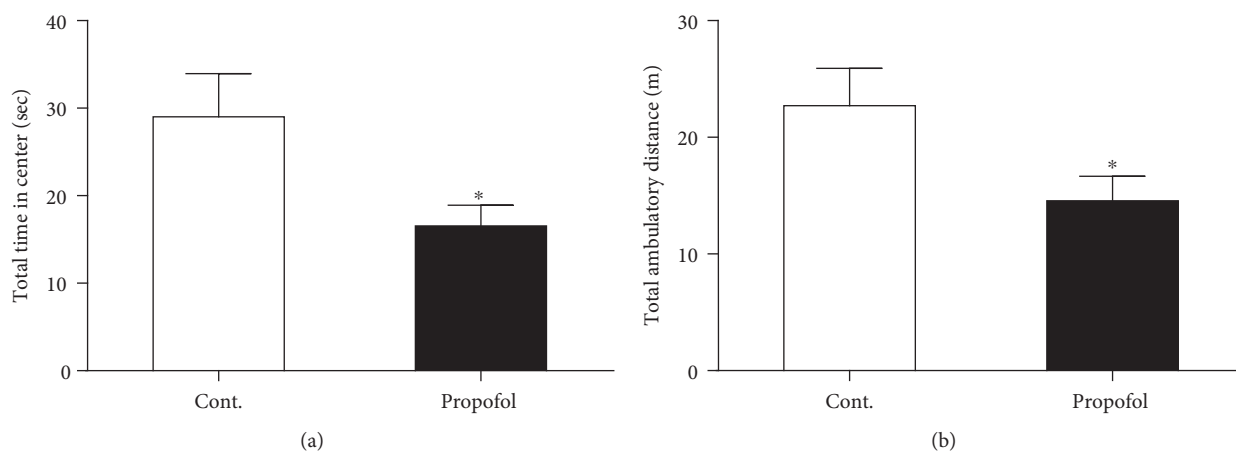 Total time in center (sec)
40
30
20
10
0
*
Cont.
Propofol
(a)
Total ambulatory distance (m)
30
20
10
0
*
Cont.
Propofol
(b)